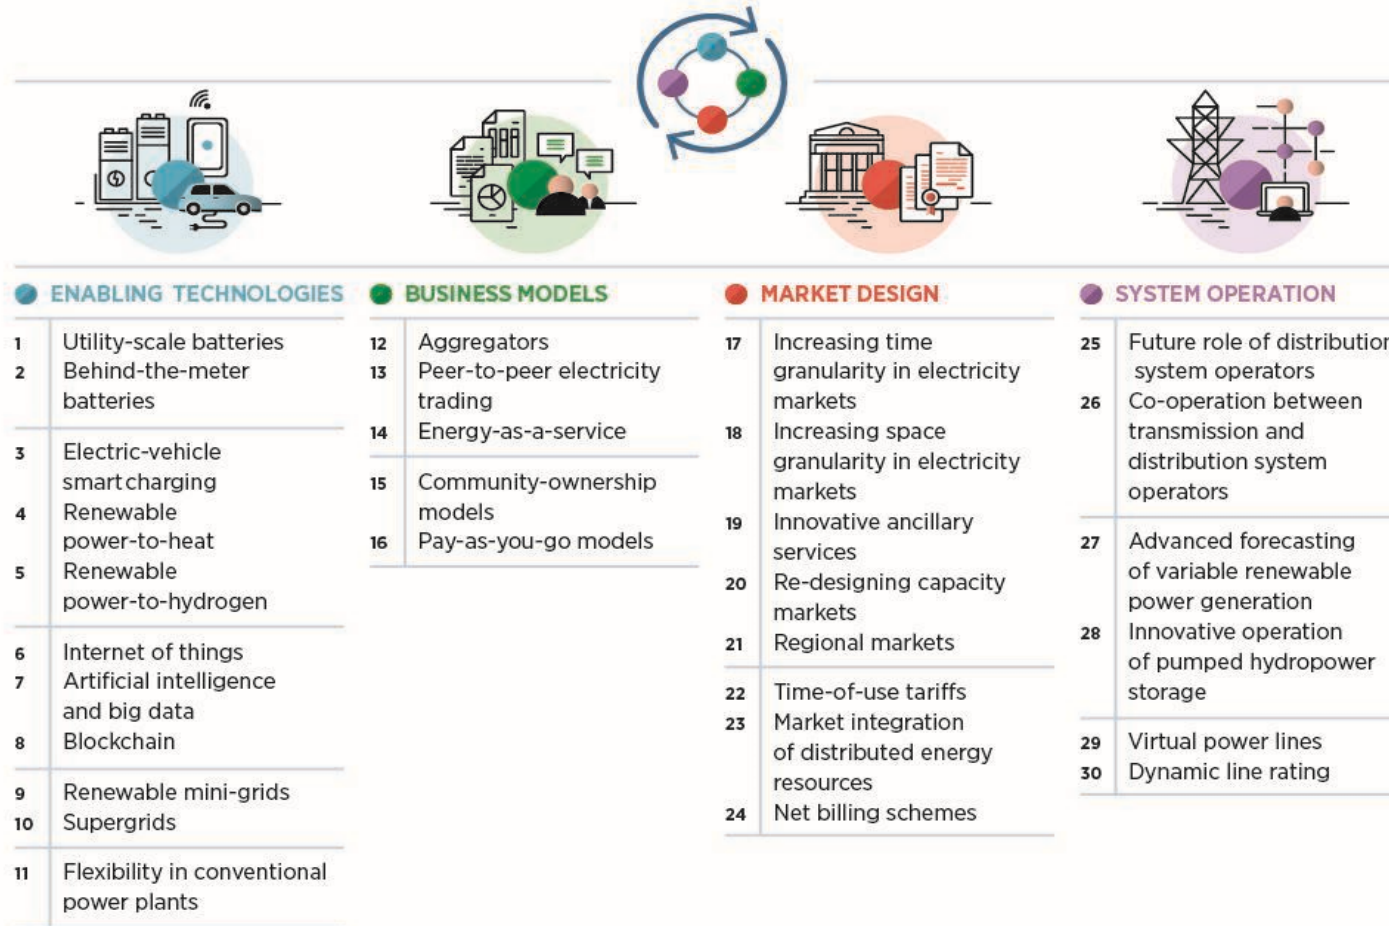 ENABLING TECHNOLOGIES
1 Utility-scale batteries
2 Behind-the-meter
batteries
3 Electric-vehicle
smart charging
4 Renewable
power-to-heat
5 Renewable
power-to-hydrogen
6 Internet of things
7 Artificial intelligence
and big data
8 Blockchain
9 Renewable mini-grids
10 Supergrids
11 Flexibility in conventional
power plants
BUSINESS MODELS
12 Aggregators
13 Peer-to-peer electricity
trading
14 Energy-as-a-service
15 Community-ownership
models
16 Pay-as-you-go models
MARKET DESIGN
17 Increasing time
granularity in electricity
markets
18 Increasing space
granularity in electricity
markets
19 Innovative ancillary
services
20 Re-designing capacity
markets
21 Regional markets
22 Time-of-use tariffs
23 Market integration
of distributed energy
resources
24 Net billing schemes
SYSTEM OPERATION
25 Future role of distribution
system operators
26 Co-operation between
transmission and
distribution system
operators
27 Advanced forecasting
of variable renewable
power generation
28 Innovative operation
of pumped hydropower
storage
29 Virtual power lines
30 Dynamic line rating